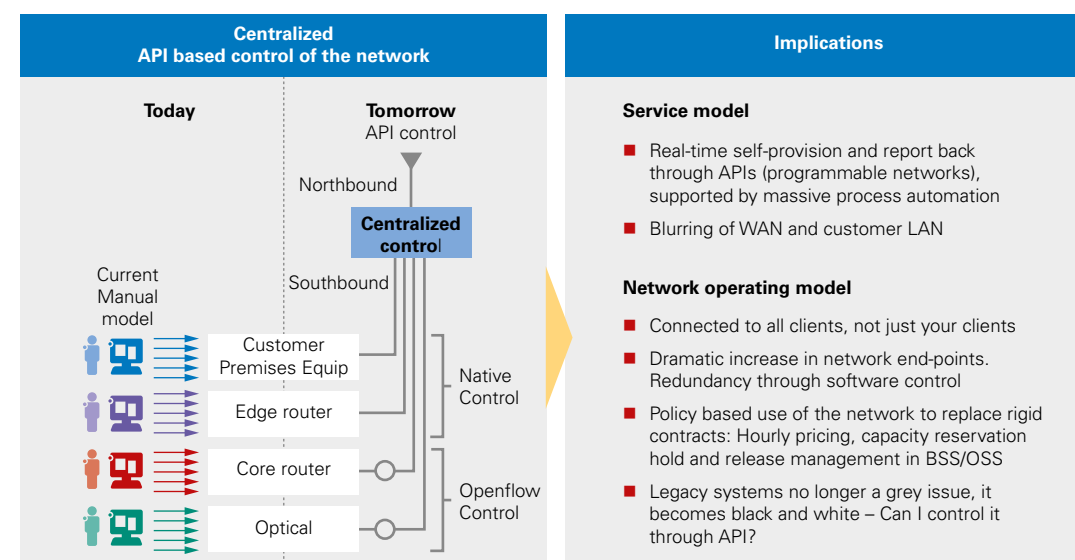 Centralized
API based control of the network
Today
Tomorrow
API control
Northbound
Centralized
control
Southbound
Current
Manual
model
Customer
Premises Equip
Edge router
Native
Control
Core router
Optical
Openflow
Control
Implications
Service model
Real-time self-provision and report back
through APIs (programmable networks),
supported by massive process automation
Blurring of WAN and customer LAN
Network operating model
Connected to all clients, not just your clients
Dramatic increase in network end-points.
Redundancy through software control
Policy based use of the network to replace rigid
contracts: Hourly pricing, capacity reservation
hold and release management in BSS/OSS
Legacy systems no longer a grey issue, it
becomes black and white – Can I control it
through API?